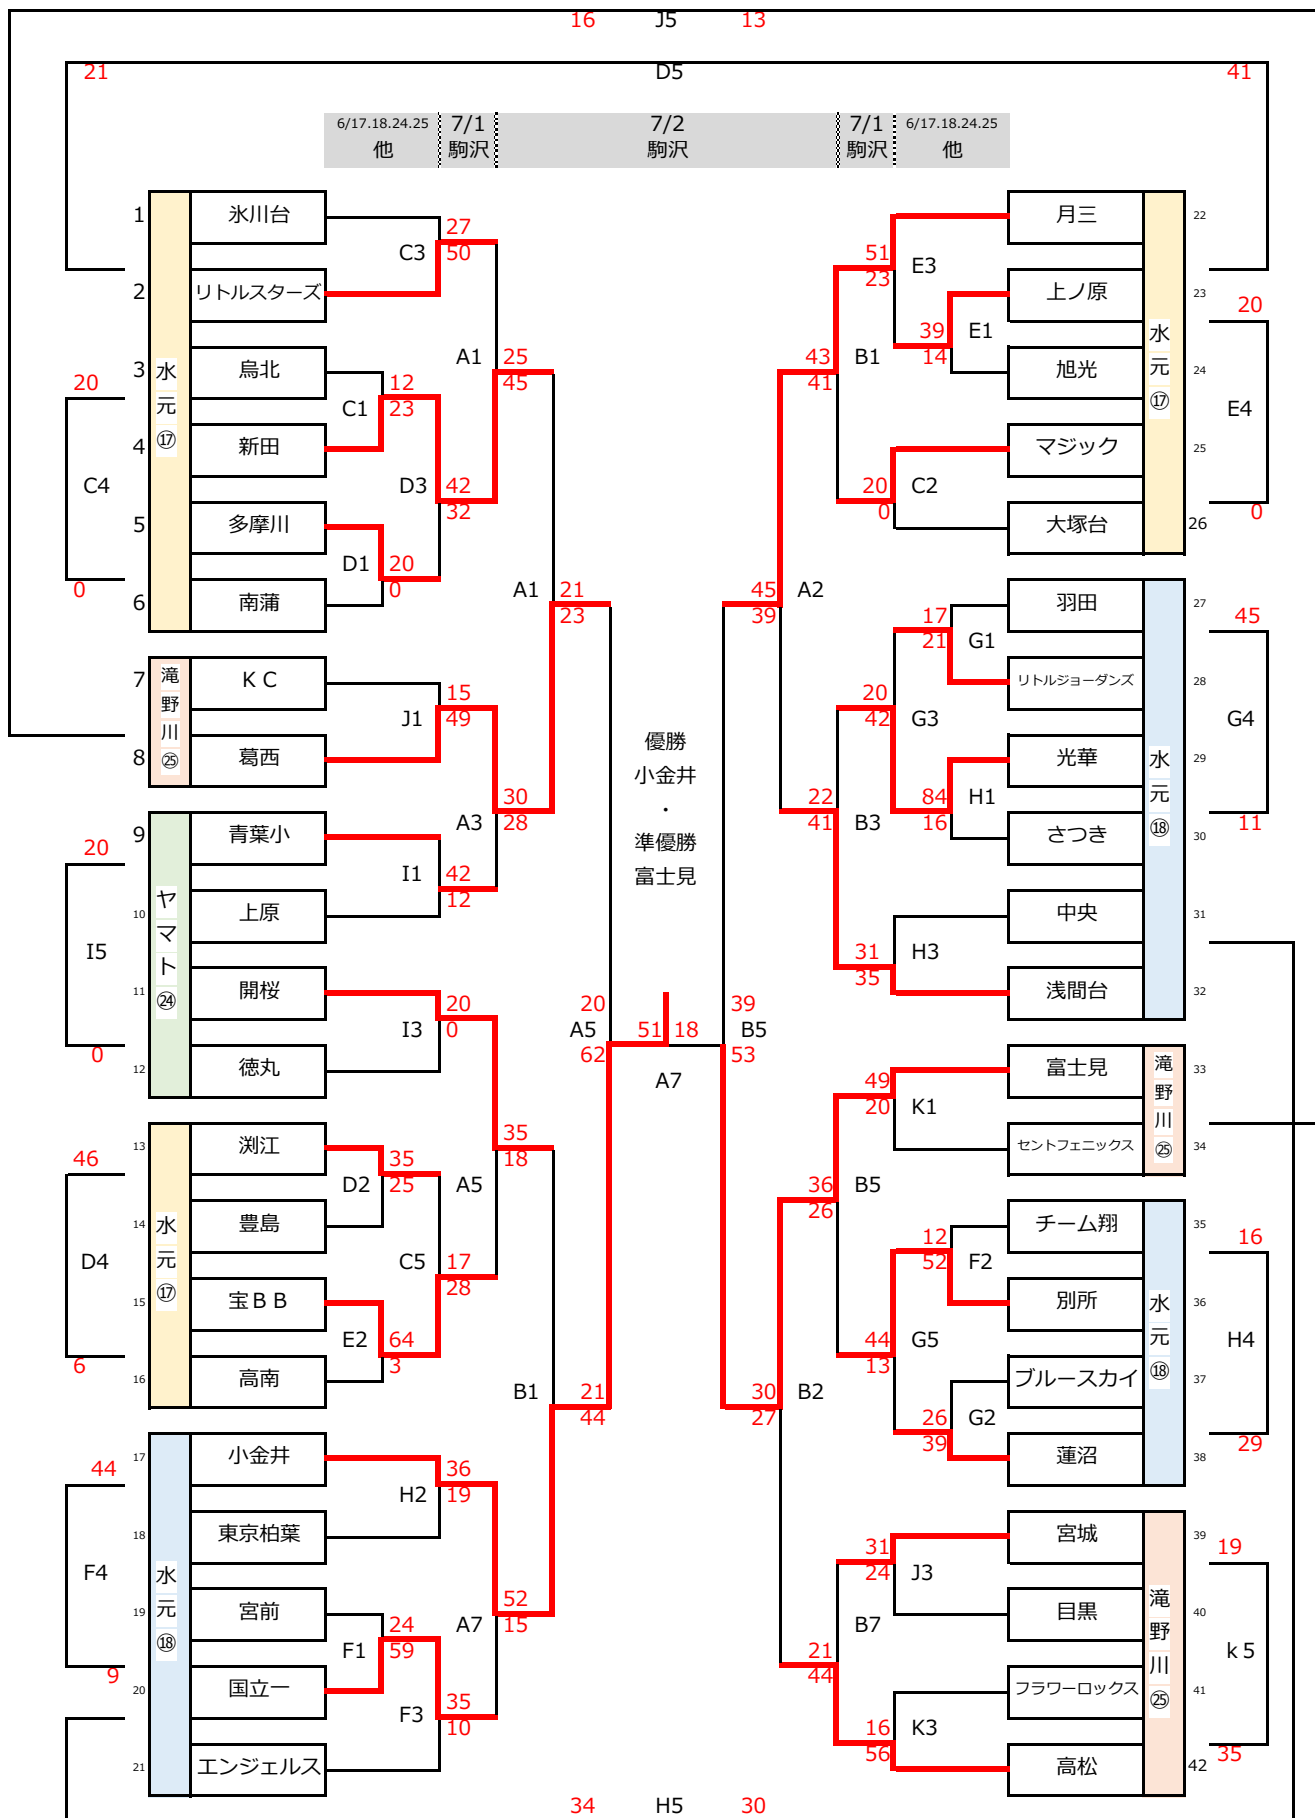 16 J5 13
21 D5 41
6/17.18.24.25 7/1 7/2 7/1 6/17.18.24.25
他 駒沢 駒沢 駒沢 他
1 氷川台
2 リトルスターズ
3 烏北
4 新田
5 多摩川
6 南蒲
水元⑰
C3 27 50
C1 12 23
D3 42 32
D1 20 0
A1 25 45
C4 20 0
7 ＫＣ
8 葛西
滝野川㉕
J1 15 49
A1 21 23
9 青葉小
10 上原
11 開桜
12 徳丸
ヤマト㉔
A3 30 28
I1 42 12
I3 20 0
I5 20 0
13 渕江
14 豊島
15 宝ＢＢ
16 高南
水元⑰
D2 35 25
A5 35 18
C5 17 28
E2 64 3
D4 46 6
B1 21 44
17 小金井
18 東京柏葉
19 宮前
20 国立一
21 エンジェルス
水元⑱
H2 36 19
A7 52 15
F1 24 59
F3 35 10
F4 44 9
優勝
小金井
・
準優勝
富士見
20 A5 62
51 18
A7
39 B5 53
22 月三
23 上ノ原
24 旭光
25 マジック
26 大塚台
水元⑰
51 23 E3
39 14 E1
43 41 B1
20 0 C2
20 E4 0
45 39 A2
27 羽田
28 リトルジョーダンズ
29 光華
30 さつき
31 中央
32 浅間台
水元⑱
17 21 G1
20 42 G3
84 16 H1
22 41 B3
31 35 H3
45 G4 11
33 富士見
34 セントフェニックス
滝野川㉕
49 20 K1
36 26 B5
35 チーム翔
36 別所
37 ブルースカイ
38 蓮沼
水元⑱
12 52 F2
44 13 G5
26 39 G2
16 H4 29
30 27 B2
39 宮城
40 目黒
41 フラワーロックス
42 高松
滝野川㉕
31 24 J3
21 44 B7
16 56 K3
19 k5 35
34 H5 30